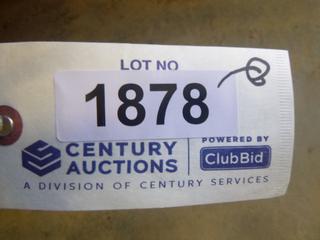 LOT NO
1878
CENTURY
AUCTIONS
POWERED BY
ClubBid
A DIVISION OF CENTURY SERVICES